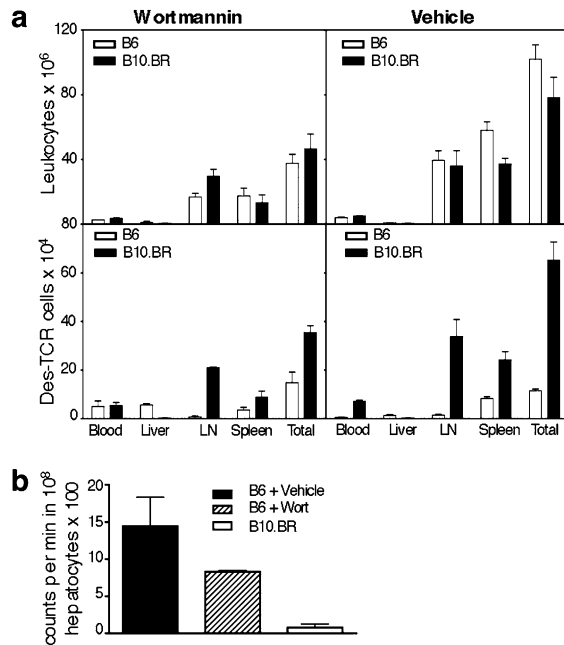 a
Wortmannin
Vehicle
120
80
40
80
B6
B10.BR
B6
B10.BR
Leukocytes x 10⁶
60
40
20
0
B6
B10.BR
B6
B10.BR
Des-TCR cells x 10⁴
Blood Liver LN Spleen Total
Blood Liver LN Spleen Total
b
20
15
10
5
0
B6 + Vehicle
B6 + Wort
B10.BR
counts per min in 10⁸
hepatocytes x 100